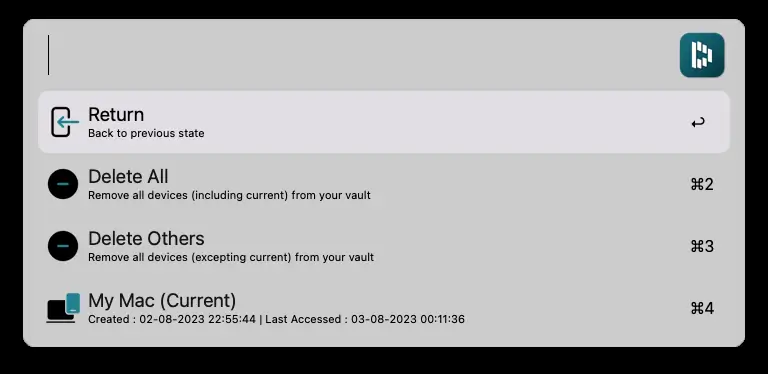 Return
Back to previous state
↩
Delete All
Remove all devices (including current) from your vault
⌘2
Delete Others
Remove all devices (excepting current) from your vault
⌘3
My Mac (Current)
Created : 02-08-2023 22:55:44 | Last Accessed : 03-08-2023 00:11:36
⌘4